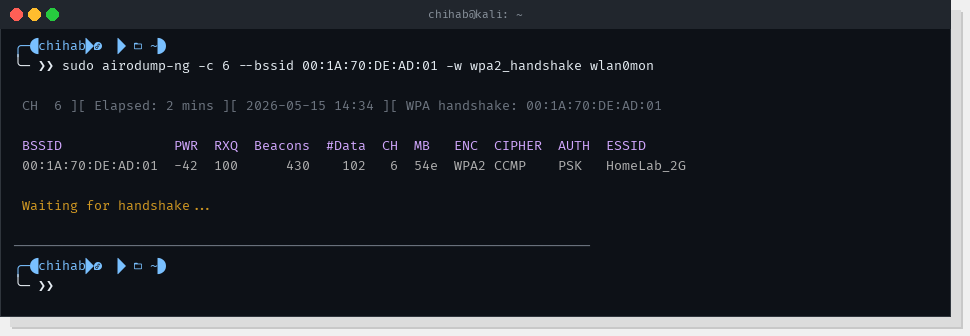 chihab@kali: ~
chihab ~
❯❯ sudo airodump-ng -c 6 --bssid 00:1A:70:DE:AD:01 -w wpa2_handshake wlan0mon
CH  6 ][ Elapsed: 2 mins ][ 2026-05-15 14:34 ][ WPA handshake: 00:1A:70:DE:AD:01
BSSID              PWR  RXQ  Beacons  #Data  CH  MB   ENC  CIPHER  AUTH  ESSID
00:1A:70:DE:AD:01  -42  100      430    102   6  54e  WPA2 CCMP    PSK   HomeLab_2G
Waiting for handshake...
chihab ~
❯❯